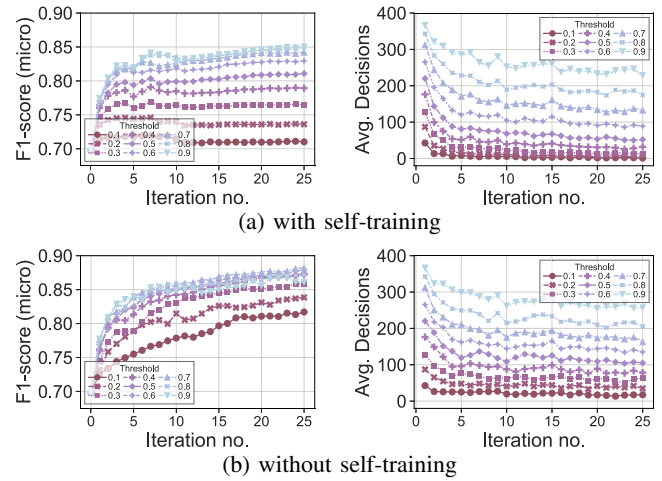 0.90
0.85
0.80
0.75
0.70
F1-score (micro)
Threshold
0.1 0.4 0.7
0.2 0.5 0.8
0.3 0.6 0.9
0 5 10 15 20 25
Iteration no.
400
300
200
100
0
Avg. Decisions
Threshold
0.1 0.4 0.7
0.2 0.5 0.8
0.3 0.6 0.9
0 5 10 15 20 25
Iteration no.
(a) with self-training
0.90
0.85
0.80
0.75
0.70
F1-score (micro)
Threshold
0.1 0.4 0.7
0.2 0.5 0.8
0.3 0.6 0.9
0 5 10 15 20 25
Iteration no.
400
300
200
100
0
Avg. Decisions
Threshold
0.1 0.4 0.7
0.2 0.5 0.8
0.3 0.6 0.9
0 5 10 15 20 25
Iteration no.
(b) without self-training